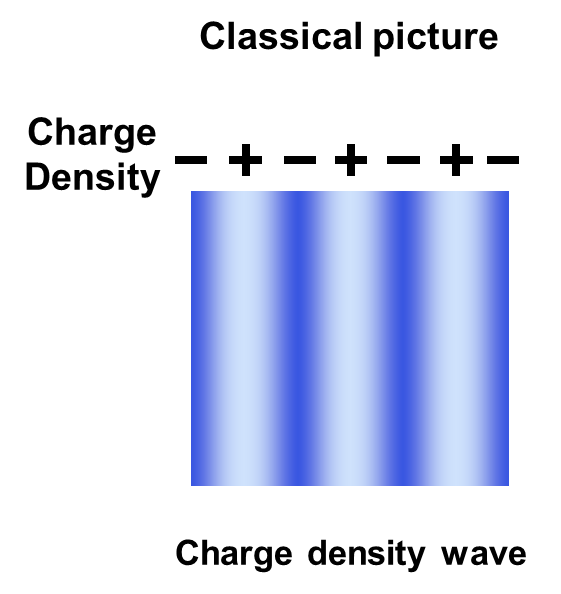 Classical picture
Charge
Density
− + − + − + −
Charge density wave